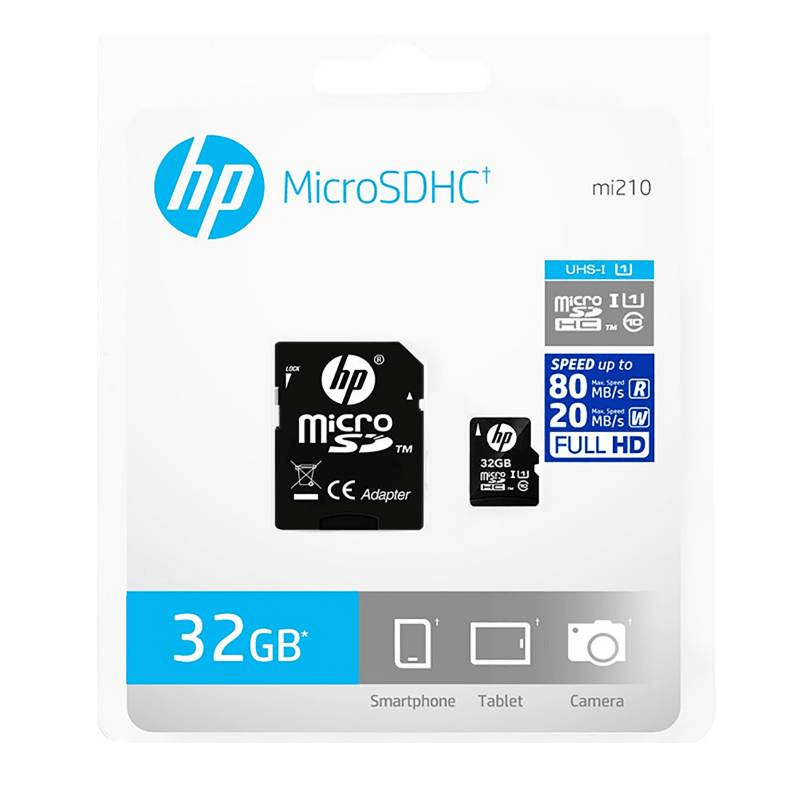 hp MicroSDHC†
mi210
UHS-I 1
micro SD HC ™ I 1 10
SPEED up to
80 Max. Speed MB/s R
20 Max. Speed MB/s W
FULL HD
LOCK
hp ®
micro
SD ™
CE Adapter
hp
32GB
micro I 1
SD HC ™ 10
32GB*
† † †
Smartphone Tablet Camera